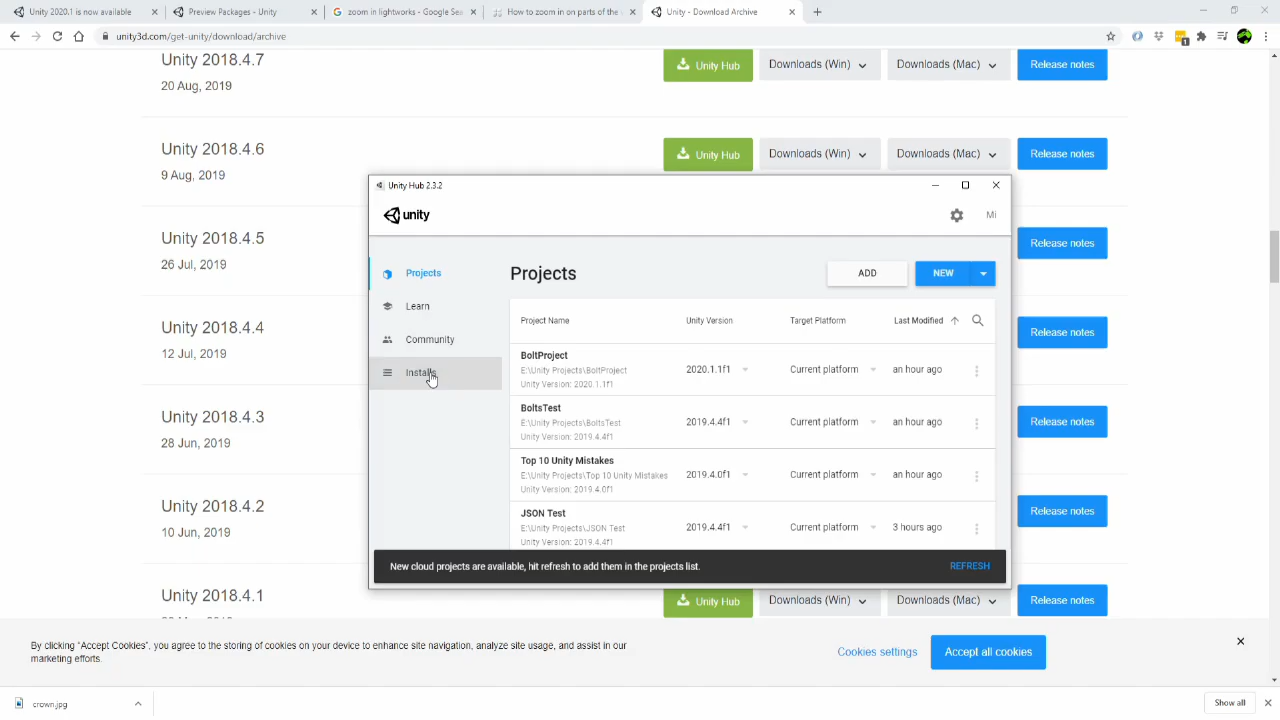 Unity 2020.1 is now available
Preview Packages - Unity
zoom in lightworks - Google Sea
How to zoom in on parts of the
Unity - Download Archive
unity3d.com/get-unity/download/archive
Unity 2018.4.7
20 Aug, 2019
Unity Hub
Downloads (Win)
Downloads (Mac)
Release notes
Unity 2018.4.6
9 Aug, 2019
Unity Hub
Downloads (Win)
Downloads (Mac)
Release notes
Unity 2018.4.5
26 Jul, 2019
Release notes
Unity 2018.4.4
12 Jul, 2019
Release notes
Unity 2018.4.3
28 Jun, 2019
Release notes
Unity 2018.4.2
10 Jun, 2019
Release notes
Unity 2018.4.1
Unity Hub
Downloads (Win)
Downloads (Mac)
Release notes
Unity Hub 2.3.2
unity
Mi
Projects
Learn
Community
Installs
Projects
ADD
NEW
Project Name
Unity Version
Target Platform
Last Modified
BoltProject
E:\Unity Projects\BoltProject
Unity Version: 2020.1.1f1
2020.1.1f1
Current platform
an hour ago
BoltsTest
E:\Unity Projects\BoltsTest
Unity Version: 2019.4.4f1
2019.4.4f1
Current platform
an hour ago
Top 10 Unity Mistakes
E:\Unity Projects\Top 10 Unity Mistakes
Unity Version: 2019.4.0f1
2019.4.0f1
Current platform
an hour ago
JSON Test
E:\Unity Projects\JSON Test
Unity Version: 2019.4.4f1
2019.4.4f1
Current platform
3 hours ago
New cloud projects are available, hit refresh to add them in the projects list.
REFRESH
By clicking "Accept Cookies", you agree to the storing of cookies on your device to enhance site navigation, analyze site usage, and assist in our
marketing efforts.
Cookies settings
Accept all cookies
crown.jpg
Show all